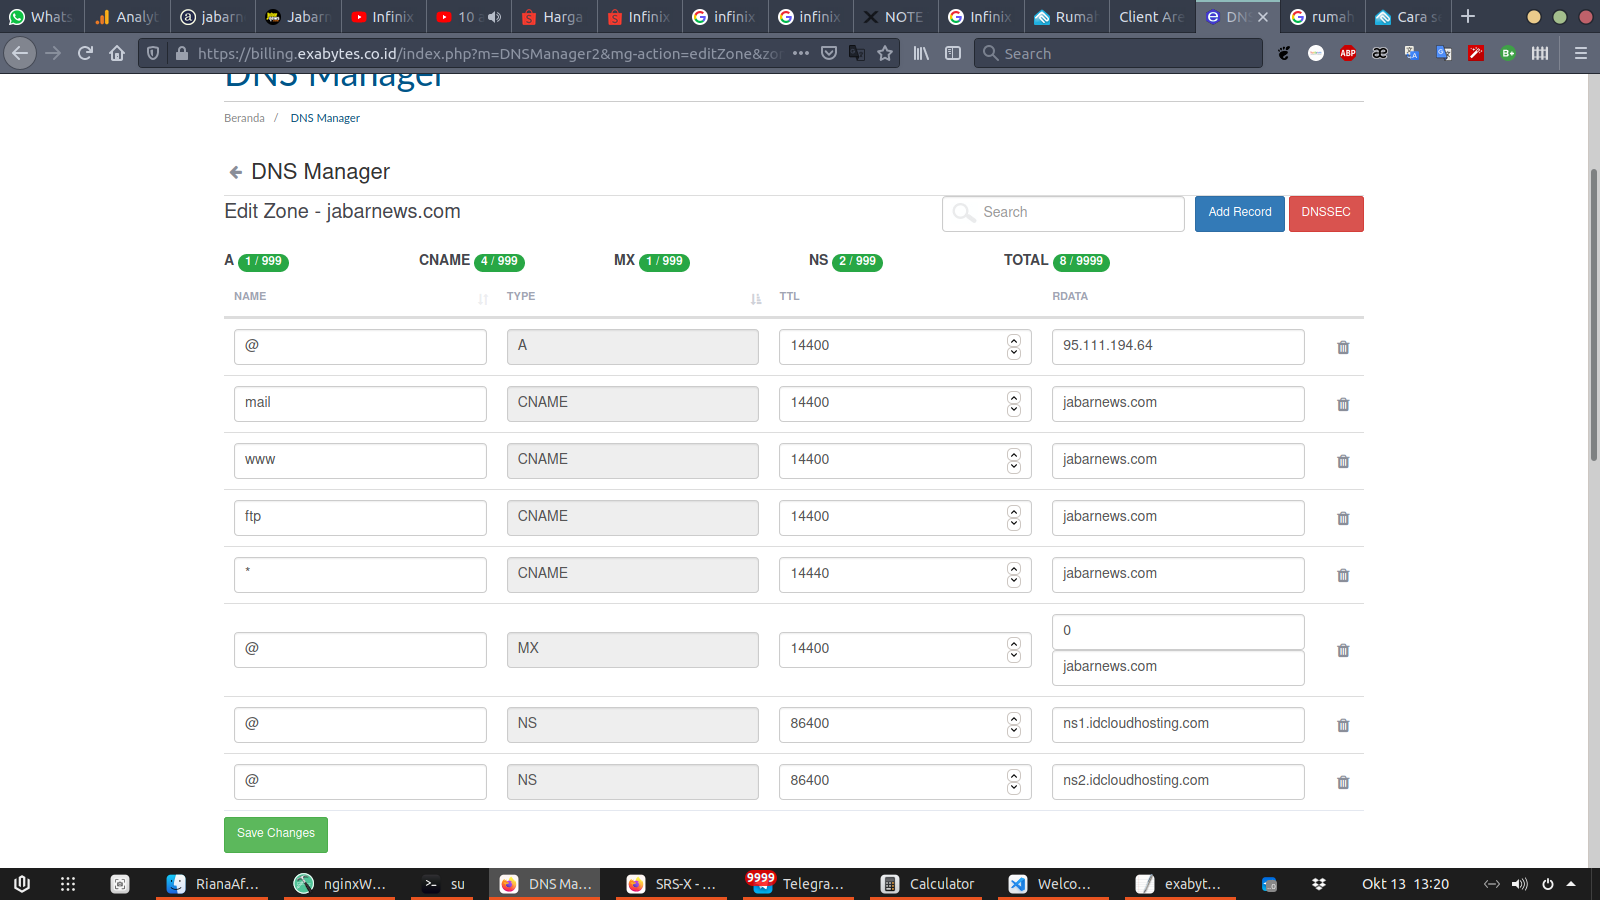 Whats
Analyt
jabarn
Jabarn
Infinix
10 a
Harga
Infinix
infinix
infinix
NOTE
Infinix
Rumah
Client Are
DNS
rumah
Cara s
https://billing.exabytes.co.id/index.php?m=DNSManager2&mg-action=editZone&zo
Search
DNS Manager
Beranda / DNS Manager
DNS Manager
Edit Zone - jabarnews.com
Search
Add Record
DNSSEC
A 1 / 999
CNAME 4 / 999
MX 1 / 999
NS 2 / 999
TOTAL 8 / 9999
NAME TYPE TTL RDATA
@ A 14400 95.111.194.64
mail CNAME 14400 jabarnews.com
www CNAME 14400 jabarnews.com
ftp CNAME 14400 jabarnews.com
* CNAME 14440 jabarnews.com
@ MX 14400 0
jabarnews.com
@ NS 86400 ns1.idcloudhosting.com
@ NS 86400 ns2.idcloudhosting.com
Save Changes
RianaAf...
nginxW...
su
DNS Ma...
SRS-X - ...
9999
Telegra...
Calculator
Welco...
exabyt...
Okt 13 13:20